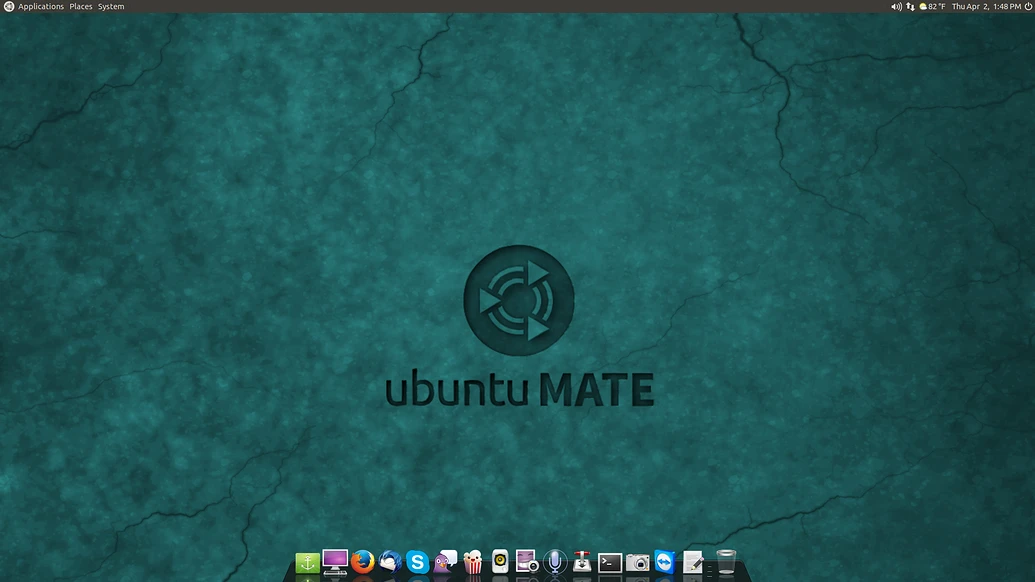 Applications Places System
82 °F Thu Apr 2, 1:48 PM
ubuntu MATE